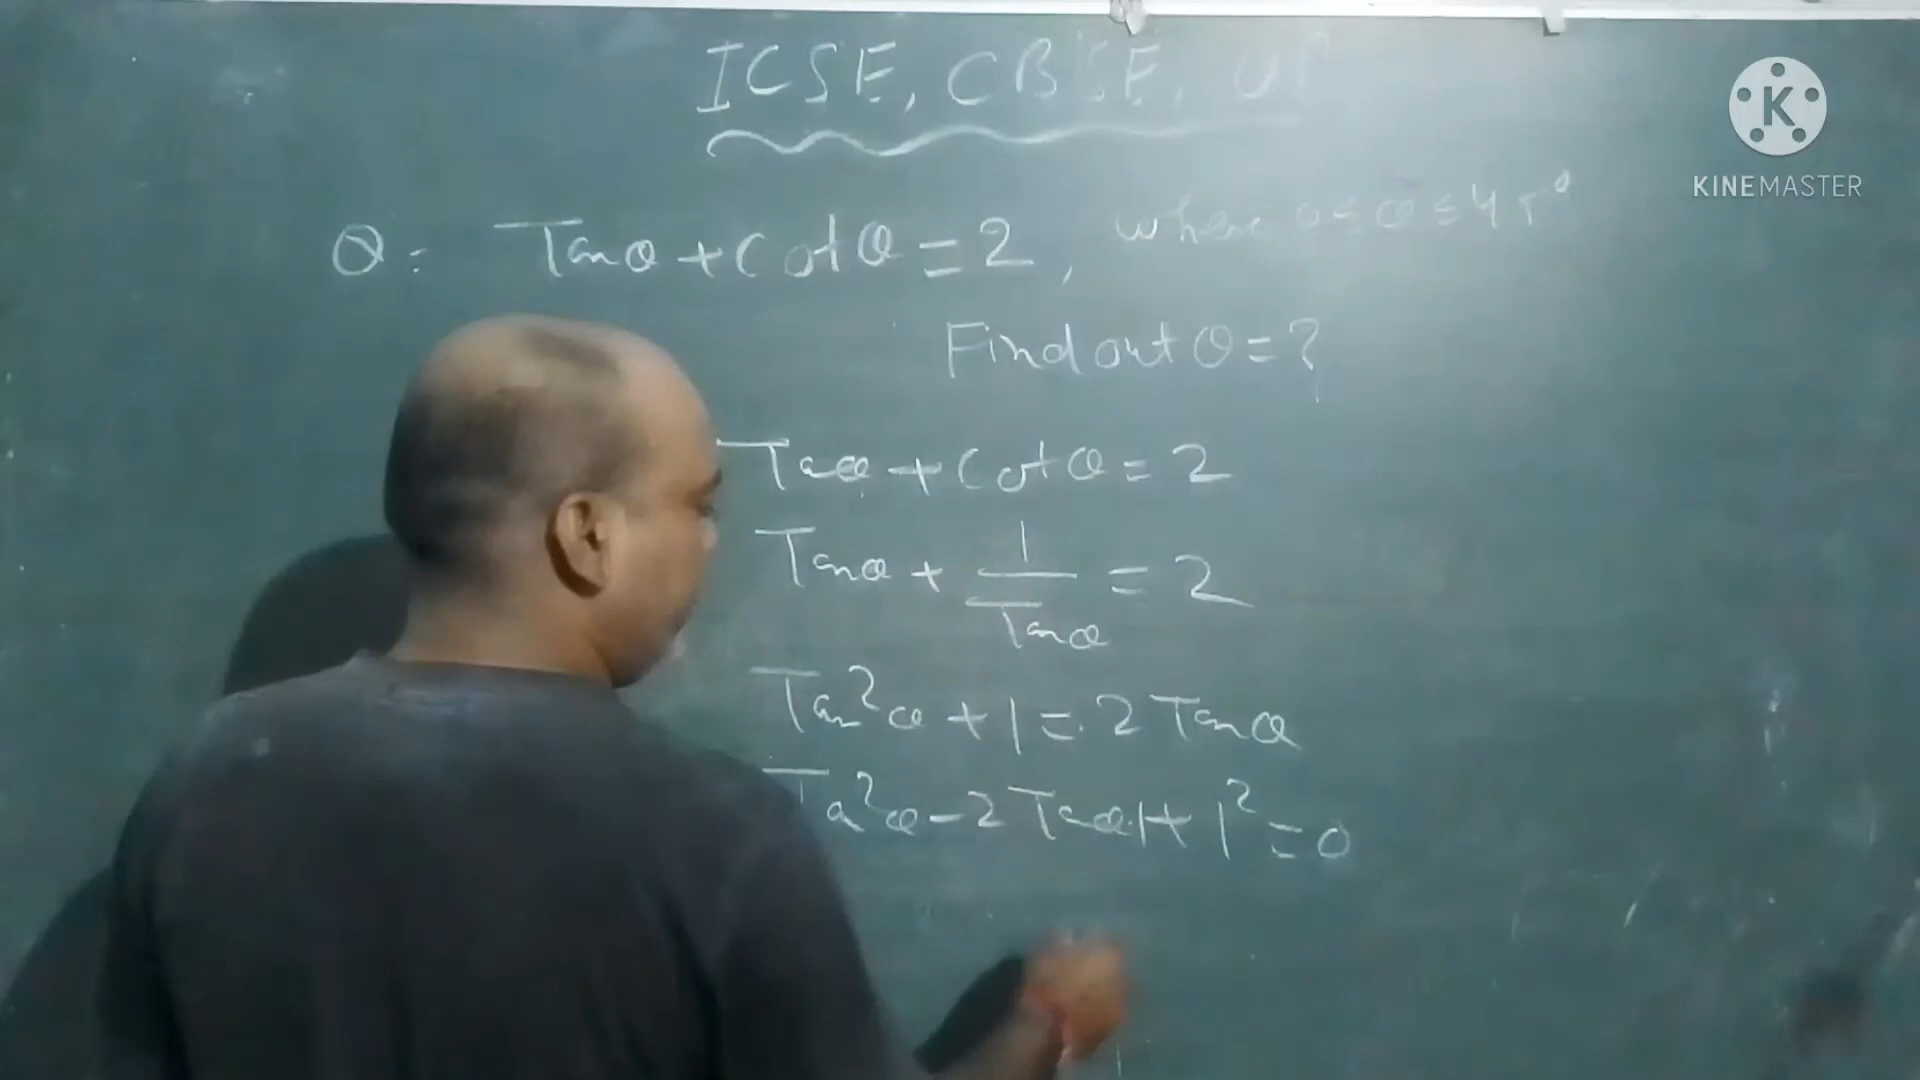 ICSE, CBSE, UP
KINEMASTER
Q: Tanθ + Cotθ = 2, where 0 ≤ θ ≤ 45°
Find out θ = ?
Tanθ + Cotθ = 2
Tanθ + 1/Tanθ = 2
Tan²θ + 1 = 2 Tanθ
Tan²θ - 2 Tanθ.1 + 1² = 0